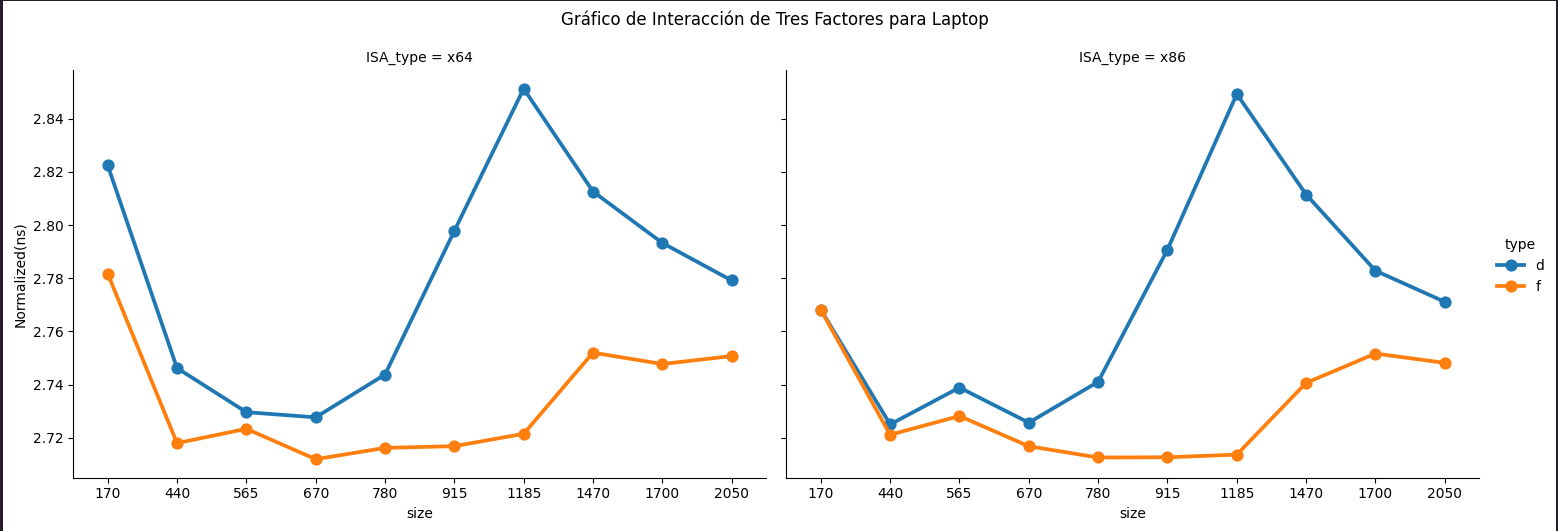 Gráfico de Interacción de Tres Factores para Laptop
ISA_type = x64
ISA_type = x86
Normalized(ns)
2.84
2.82
2.80
2.78
2.76
2.74
2.72
170 440 565 670 780 915 1185 1470 1700 2050
size
170 440 565 670 780 915 1185 1470 1700 2050
size
type
d
f